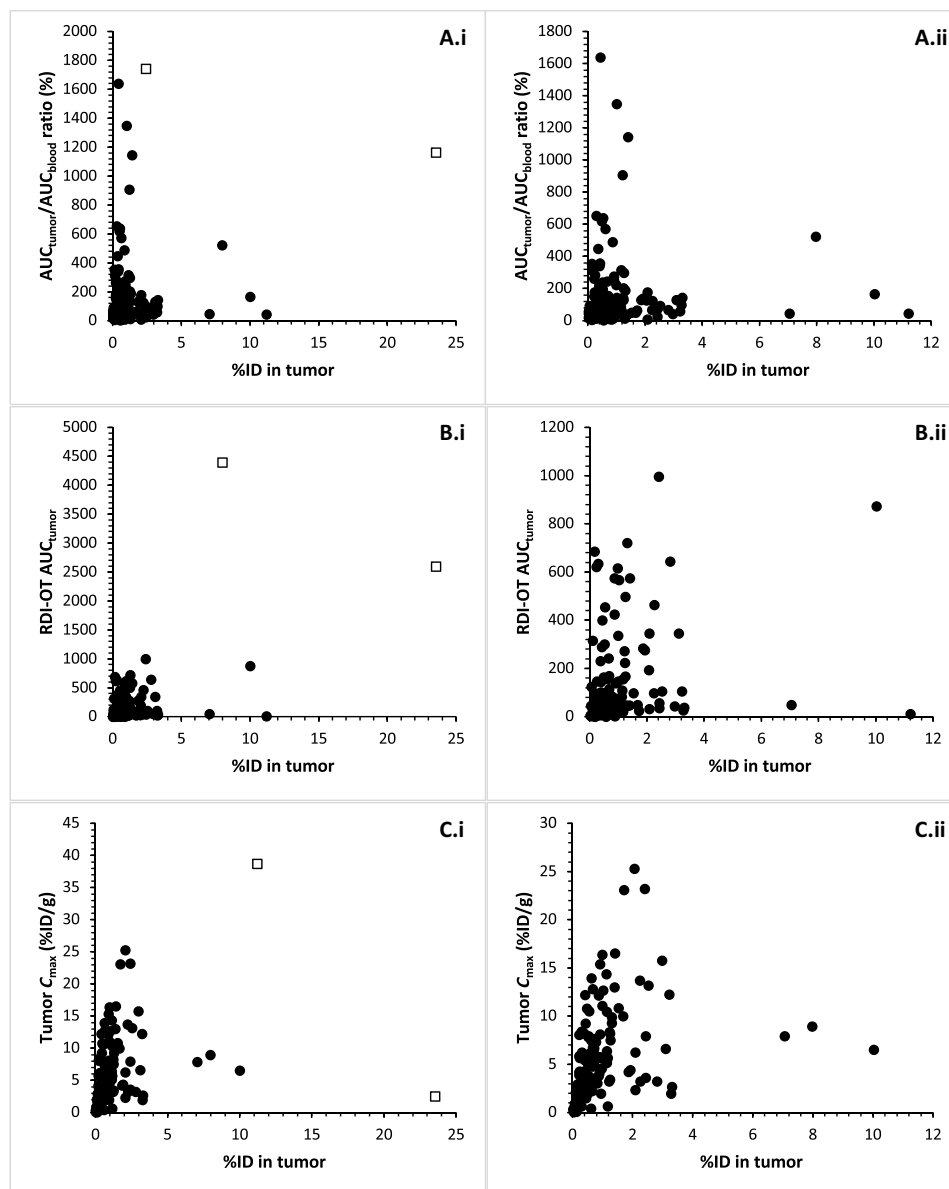 A.i
2000
1800
1600
1400
1200
1000
800
600
400
200
0
AUCtumor/AUCblood ratio (%)
0 5 10 15 20 25
%ID in tumor
A.ii
1800
1600
1400
1200
1000
800
600
400
200
0
AUCtumor/AUCblood ratio (%)
0 2 4 6 8 10 12
%ID in tumor
B.i
5000
4500
4000
3500
3000
2500
2000
1500
1000
500
0
RDI-OT AUCtumor
0 5 10 15 20 25
%ID in tumor
B.ii
1200
1000
800
600
400
200
0
RDI-OT AUCtumor
0 2 4 6 8 10 12
%ID in tumor
C.i
45
40
35
30
25
20
15
10
5
0
Tumor Cmax (%ID/g)
0 5 10 15 20 25
%ID in tumor
C.ii
30
25
20
15
10
5
0
Tumor Cmax (%ID/g)
0 2 4 6 8 10 12
%ID in tumor